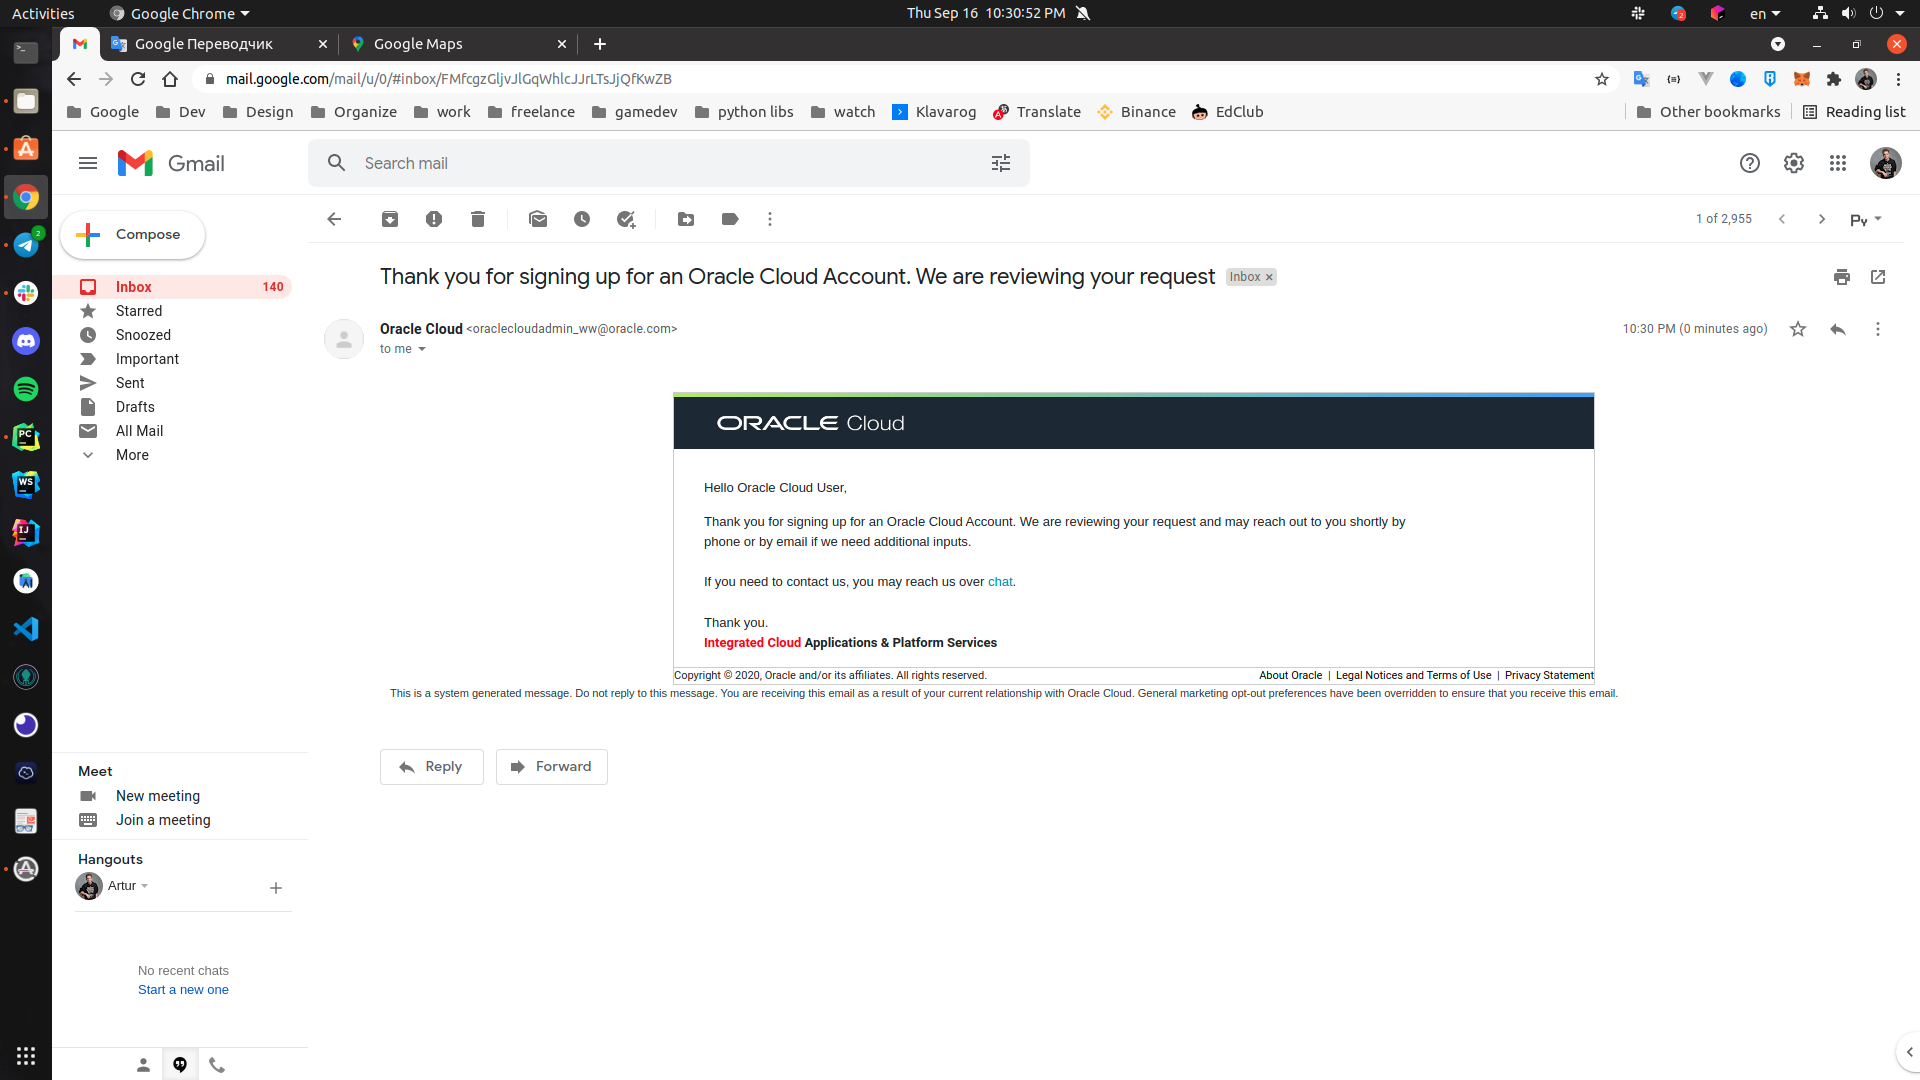 Activities
Google Chrome
Thu Sep 16 10:30:52 PM
en
Google Переводчик
Google Maps
mail.google.com/mail/u/0/#inbox/FMfcgzGljvJlGqWhlcJJrLTsJjQfKwZB
Google
Dev
Design
Organize
work
freelance
gamedev
python libs
watch
Klavarog
Translate
Binance
EdClub
Other bookmarks
Reading list
Gmail
Search mail
Compose
1 of 2,955
Inbox 140
Starred
Snoozed
Important
Sent
Drafts
All Mail
More
Thank you for signing up for an Oracle Cloud Account. We are reviewing your request
Inbox ×
Oracle Cloud <oraclecloudadmin_ww@oracle.com>
10:30 PM (0 minutes ago)
to me
ORACLE Cloud
Hello Oracle Cloud User,
Thank you for signing up for an Oracle Cloud Account. We are reviewing your request and may reach out to you shortly by
phone or by email if we need additional inputs.
If you need to contact us, you may reach us over chat.
Thank you.
Integrated Cloud Applications & Platform Services
Copyright © 2020, Oracle and/or its affiliates. All rights reserved.
About Oracle | Legal Notices and Terms of Use | Privacy Statement
This is a system generated message. Do not reply to this message. You are receiving this email as a result of your current relationship with Oracle Cloud. General marketing opt-out preferences have been overridden to ensure that you receive this email.
Reply
Forward
Meet
New meeting
Join a meeting
Hangouts
Artur
No recent chats
Start a new one